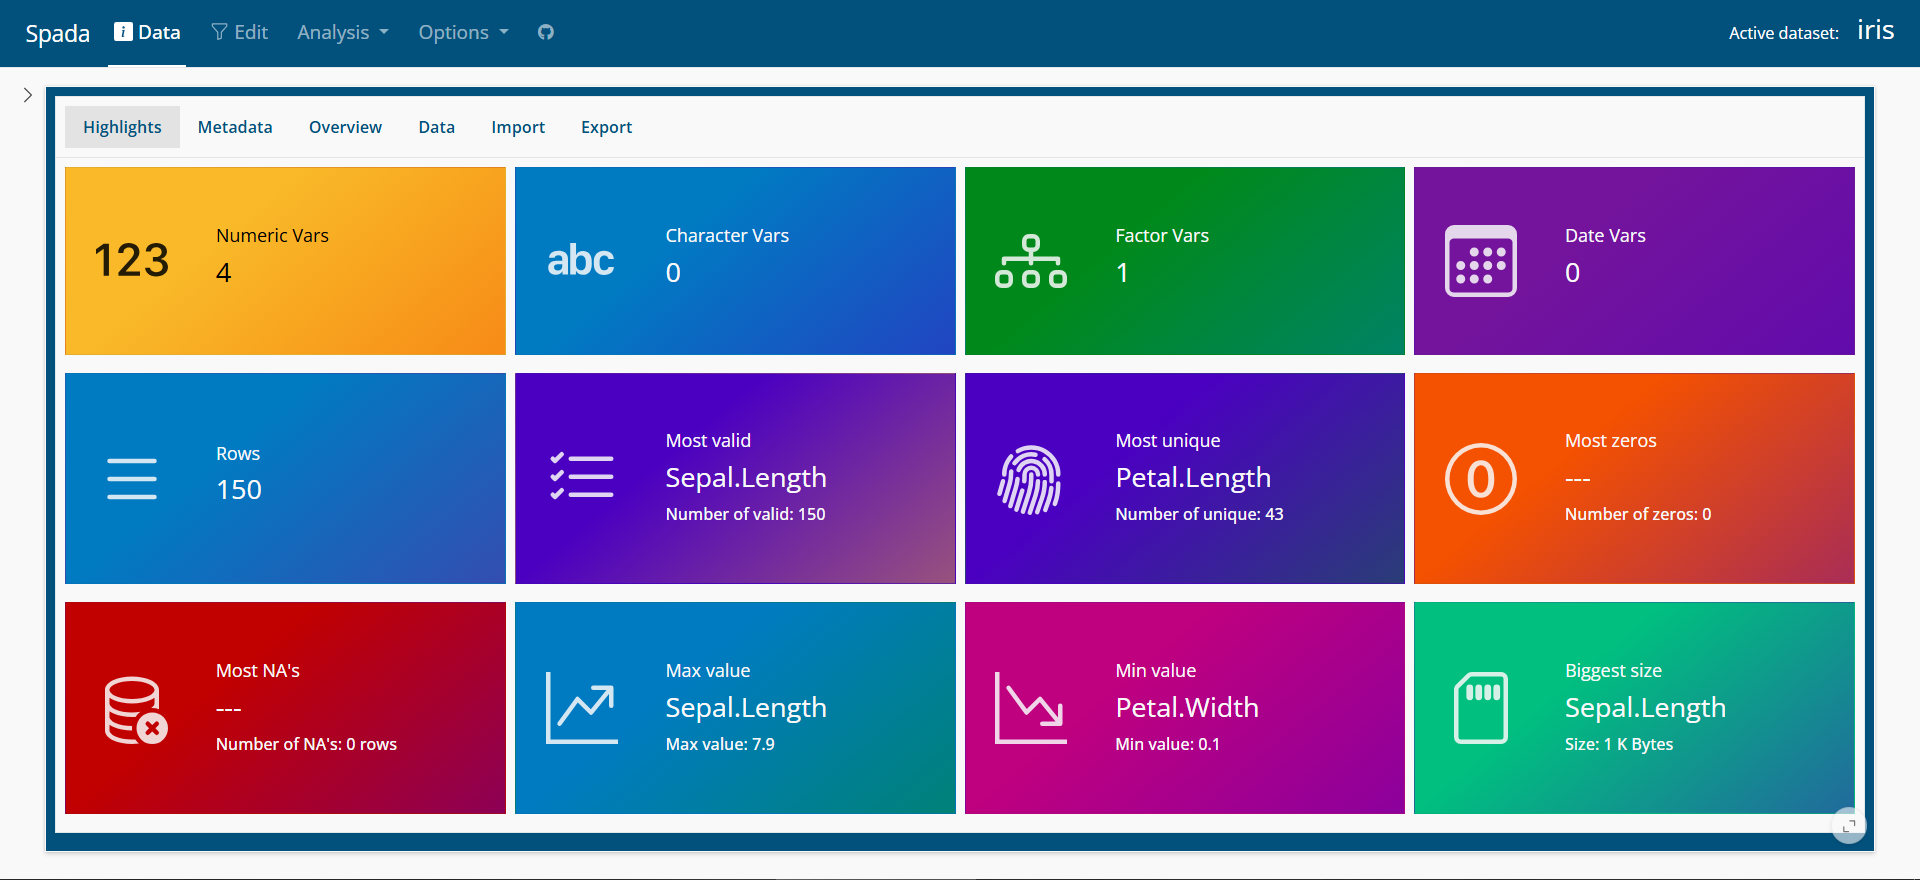 Spada
Data
Edit
Analysis
Options
Active dataset: iris
Highlights
Metadata
Overview
Data
Import
Export
123
Numeric Vars
4
abc
Character Vars
0
Factor Vars
1
Date Vars
0
Rows
150
Most valid
Sepal.Length
Number of valid: 150
Most unique
Petal.Length
Number of unique: 43
0
Most zeros
---
Number of zeros: 0
Most NA's
---
Number of NA's: 0 rows
Max value
Sepal.Length
Max value: 7.9
Min value
Petal.Width
Min value: 0.1
Biggest size
Sepal.Length
Size: 1 K Bytes